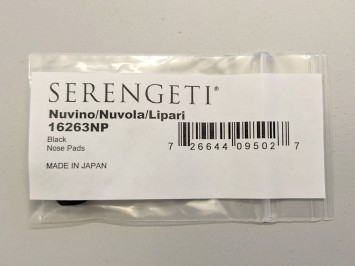 SERENGETI®
Nuvino/Nuvola/Lipari
16263NP
Black
Nose Pads
MADE IN JAPAN
7 26644 09502 7